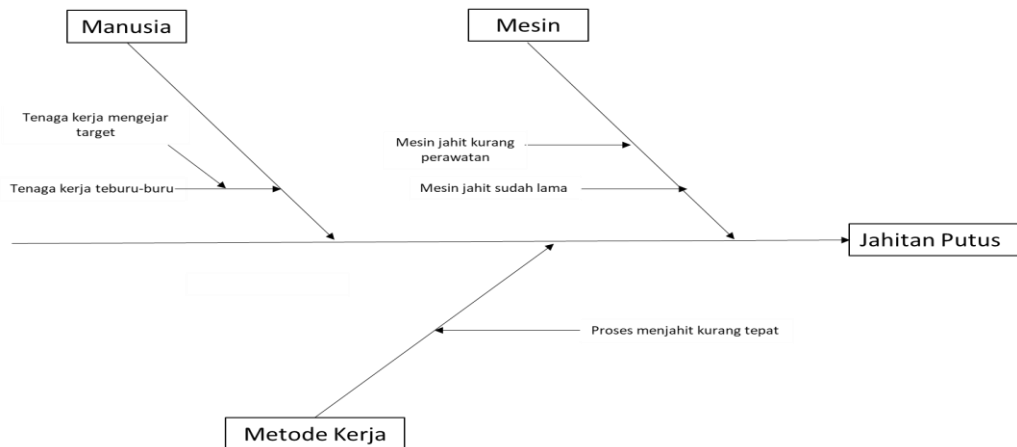 Manusia
Mesin
Tenaga kerja mengejar
target
Mesin jahit kurang
perawatan
Tenaga kerja teburu-buru
Mesin jahit sudah lama
Jahitan Putus
Proses menjahit kurang tepat
Metode Kerja